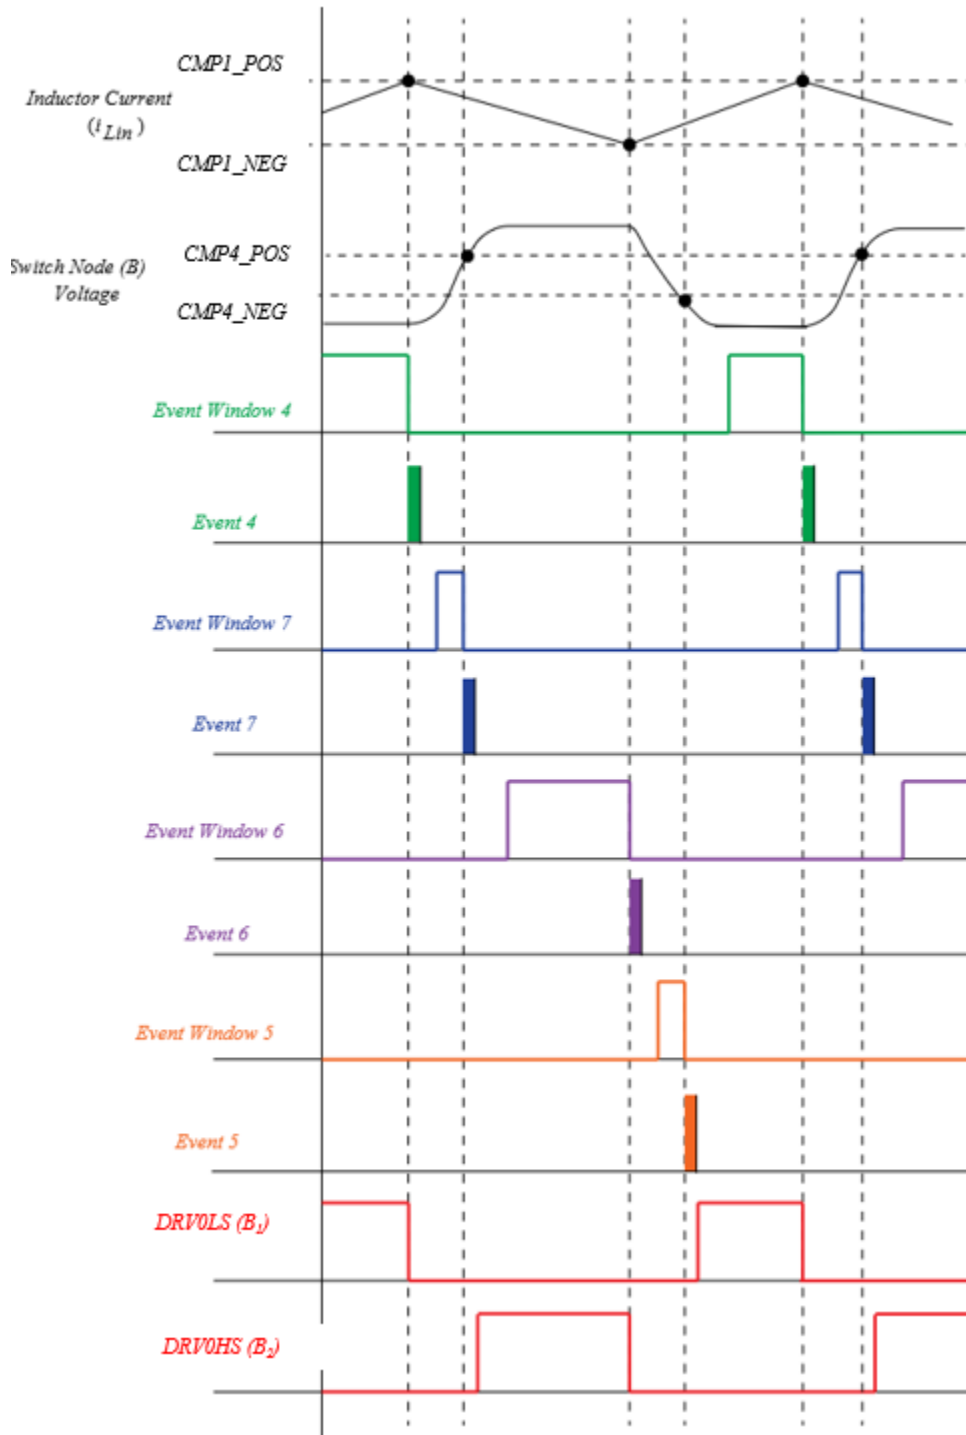 CMP1_POS
Inductor Current
(i Lin )
CMP1_NEG
CMP4_POS
Switch Node (B)
Voltage
CMP4_NEG
Event Window 4
Event 4
Event Window 7
Event 7
Event Window 6
Event 6
Event Window 5
Event 5
DRV0LS (B1)
DRV0HS (B2)